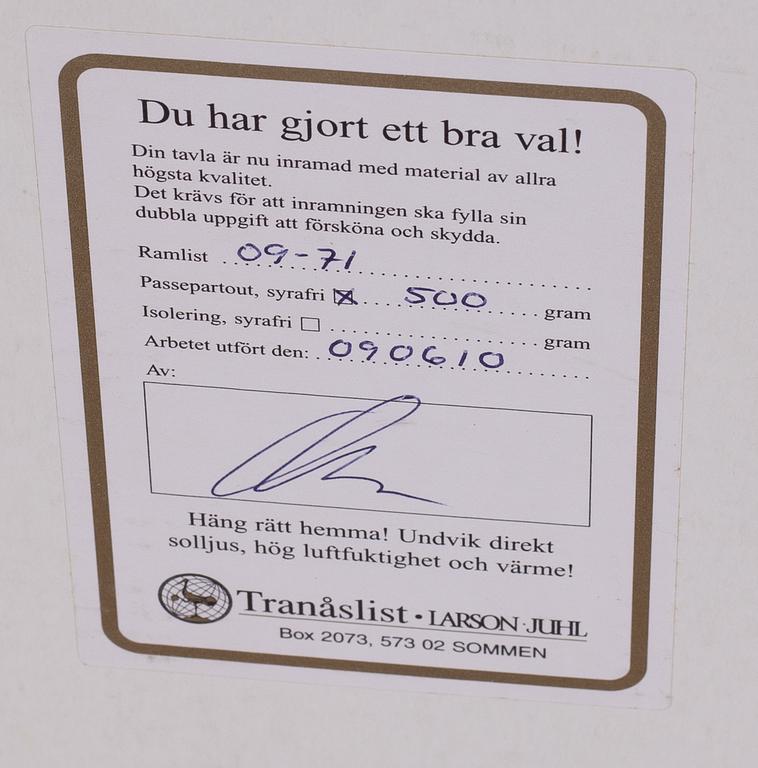 Du har gjort ett bra val!
Din tavla är nu inramad med material av allra
högsta kvalitet.
Det krävs för att inramningen ska fylla sin
dubbla uppgift att försköna och skydda.
Ramlist 09-71
Passepartout, syrafri ☒ 500 gram
Isolering, syrafri ☐ gram
Arbetet utfört den: 090610
Av:
Häng rätt hemma! Undvik direkt
solljus, hög luftfuktighet och värme!
Tranåslist • LARSON·JUHL
Box 2073, 573 02 SOMMEN